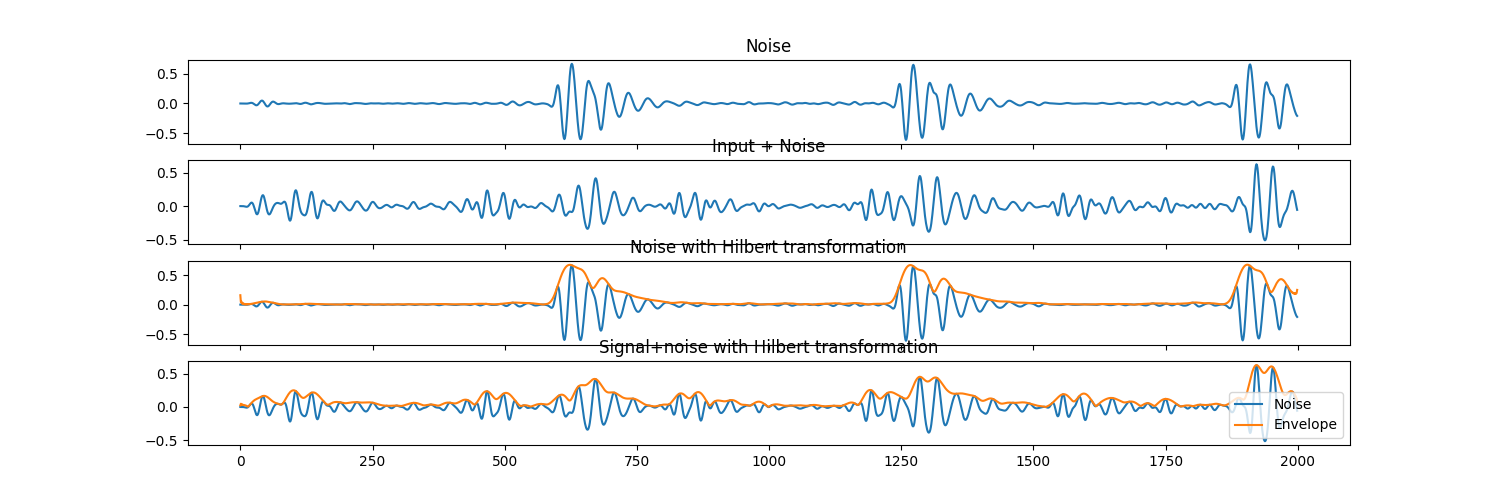 Noise
0.5
0.0
−0.5
Input + Noise
0.5
0.0
−0.5
Noise with Hilbert transformation
0.5
0.0
−0.5
Signal+noise with Hilbert transformation
0.5
0.0
−0.5
Noise
Envelope
0 250 500 750 1000 1250 1500 1750 2000